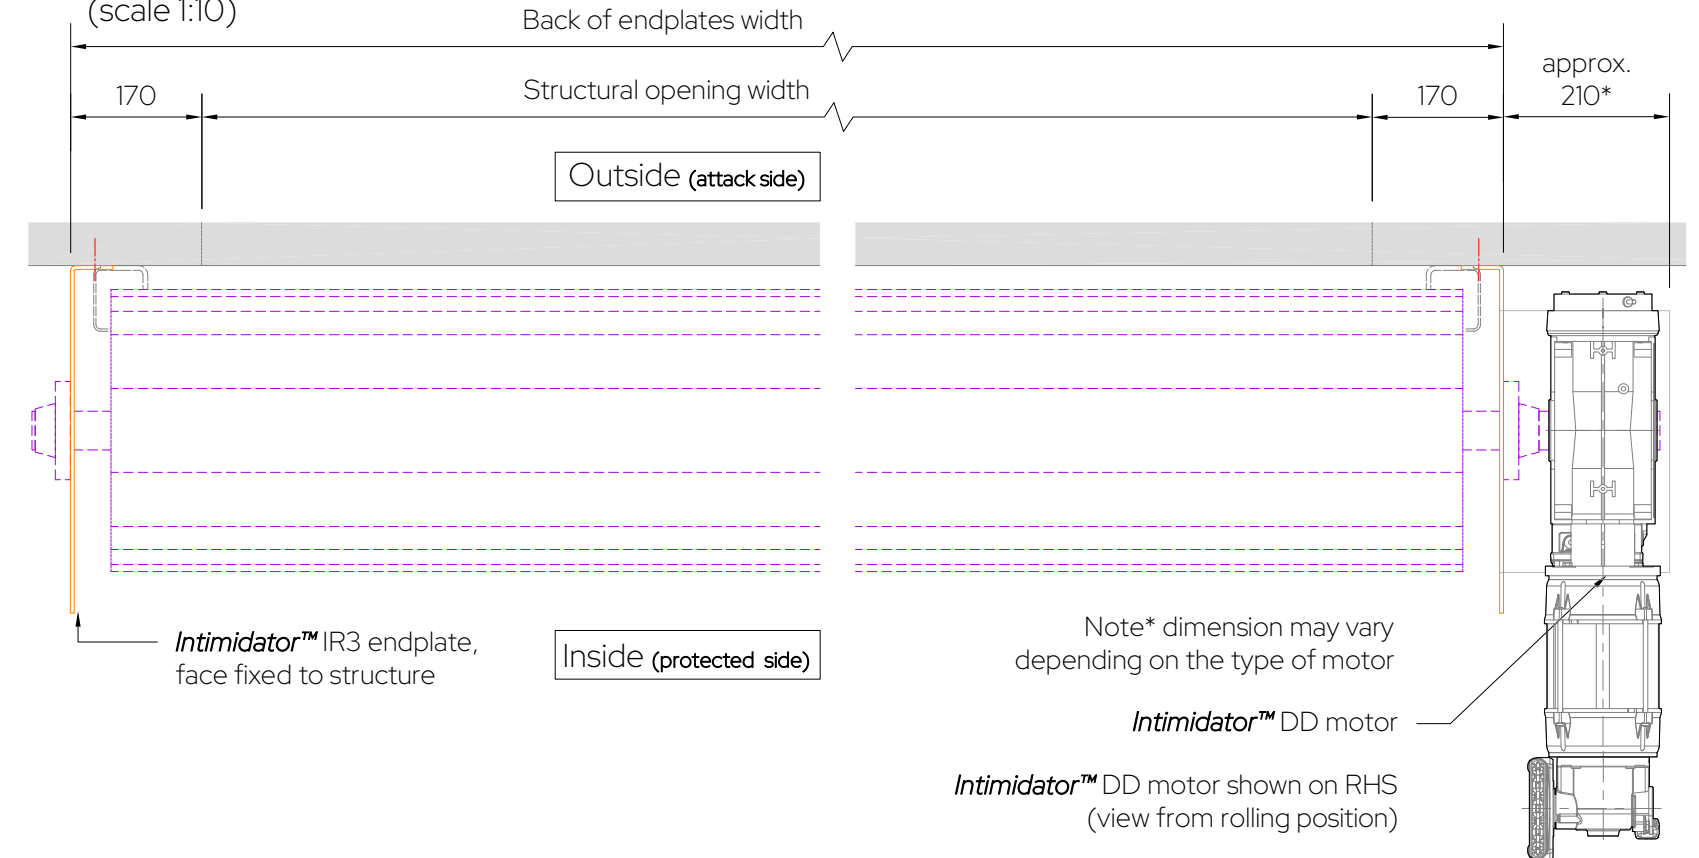 (scale 1:10)
Back of endplates width
approx.
170
Structural opening width
170
210*
Outside (attack side)
Intimidator™ IR3 endplate,
face fixed to structure
Inside (protected side)
Note* dimension may vary
depending on the type of motor
Intimidator™ DD motor
Intimidator™ DD motor shown on RHS
(view from rolling position)